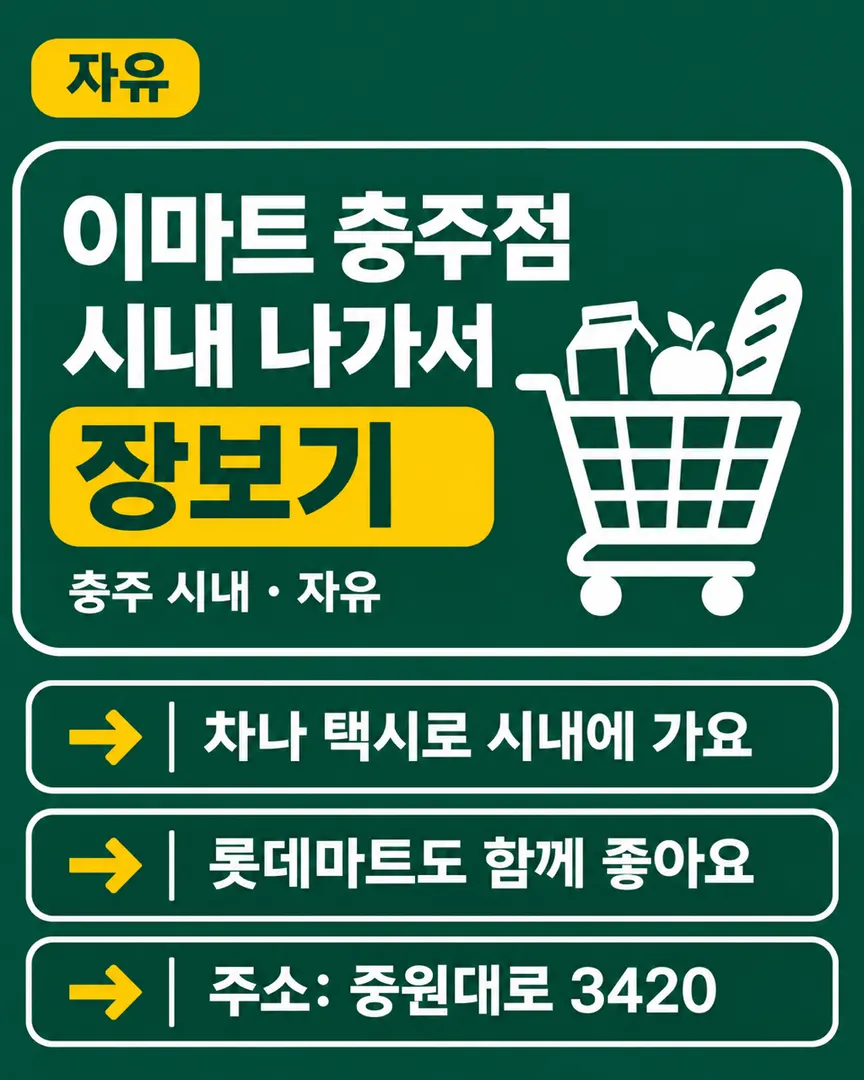 자유
이마트 충주점
시내 나가서
장보기
충주 시내 · 자유
차나 택시로 시내에 가요
롯데마트도 함께 좋아요
주소: 중원대로 3420